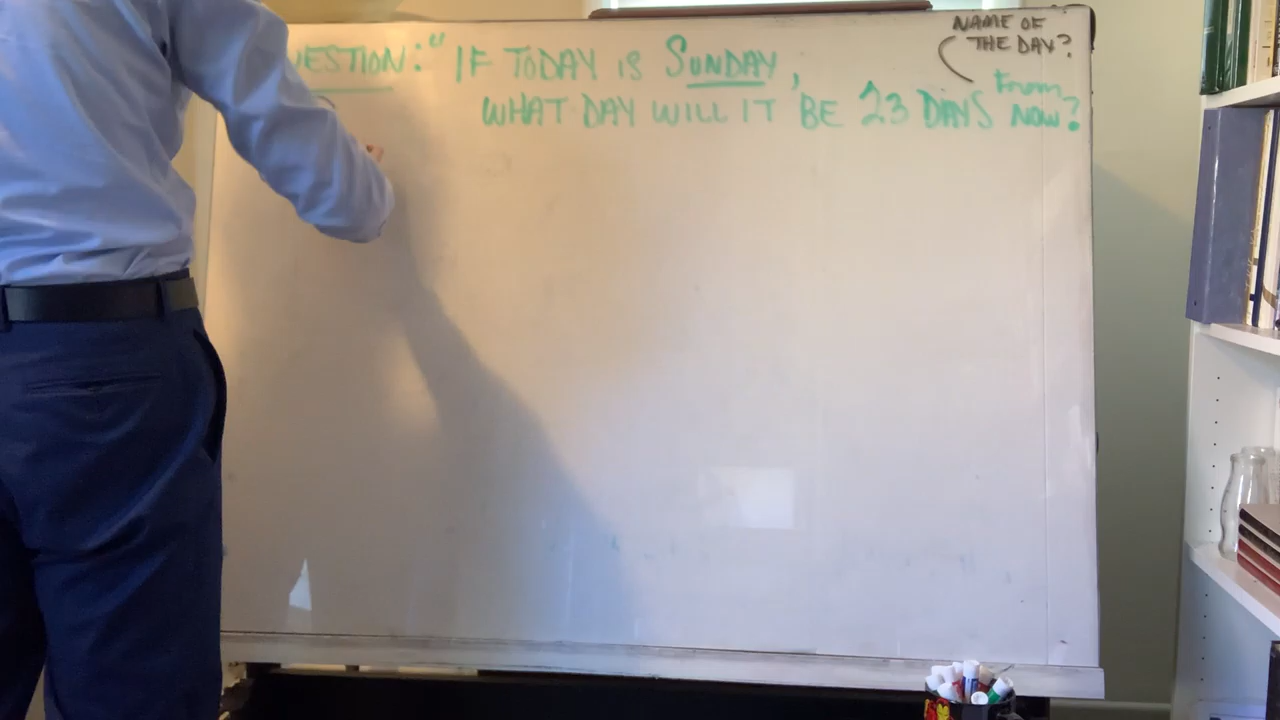 NAME OF
THE DAY?
UESTION: " IF TODAY IS SUNDAY,
WHAT DAY WILL IT BE 23 DAYS From NOW?